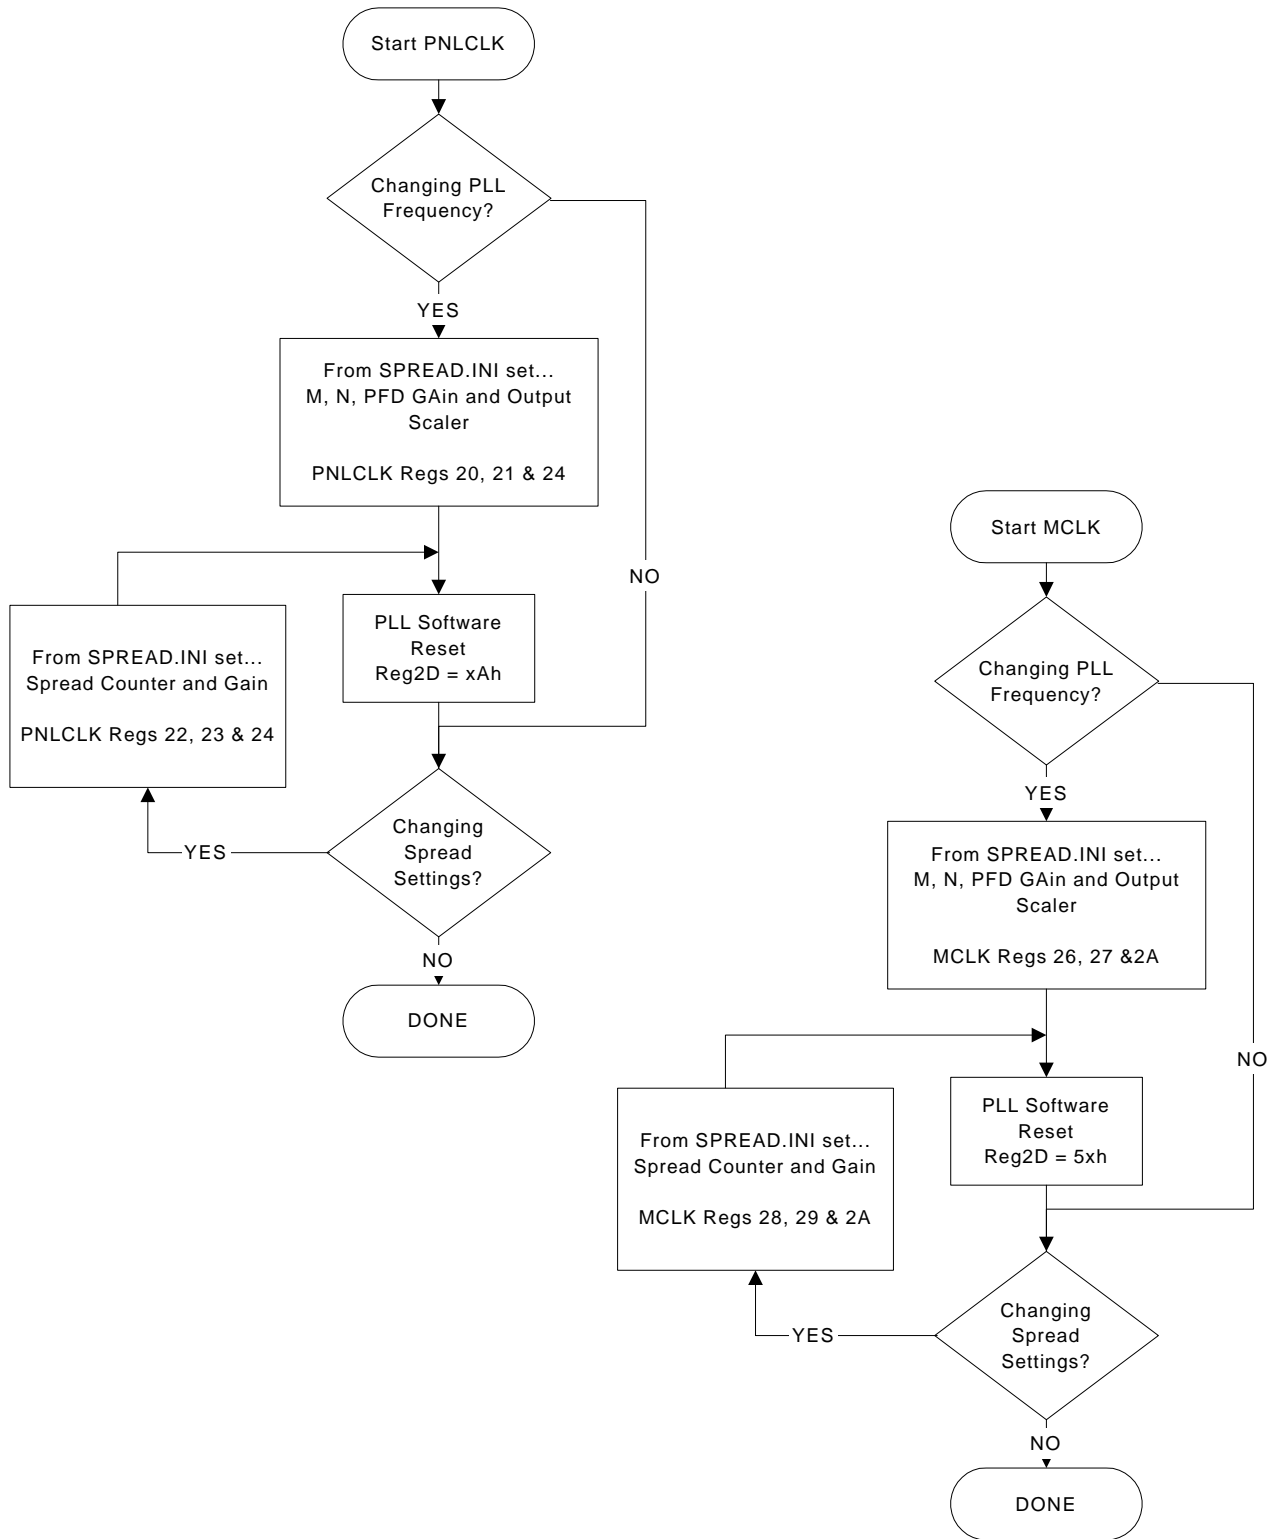 Start PNLCLK
Changing PLL
Frequency?
YES
From SPREAD.INI set...
M, N, PFD GAin and Output
Scaler
PNLCLK Regs 20, 21 & 24
NO
PLL Software
Reset
Reg2D = xAh
From SPREAD.INI set...
Spread Counter and Gain
PNLCLK Regs 22, 23 & 24
Changing
Spread
Settings?
YES
NO
DONE
Start MCLK
Changing PLL
Frequency?
YES
From SPREAD.INI set...
M, N, PFD GAin and Output
Scaler
MCLK Regs 26, 27 &2A
NO
PLL Software
Reset
Reg2D = 5xh
From SPREAD.INI set...
Spread Counter and Gain
MCLK Regs 28, 29 & 2A
Changing
Spread
Settings?
YES
NO
DONE